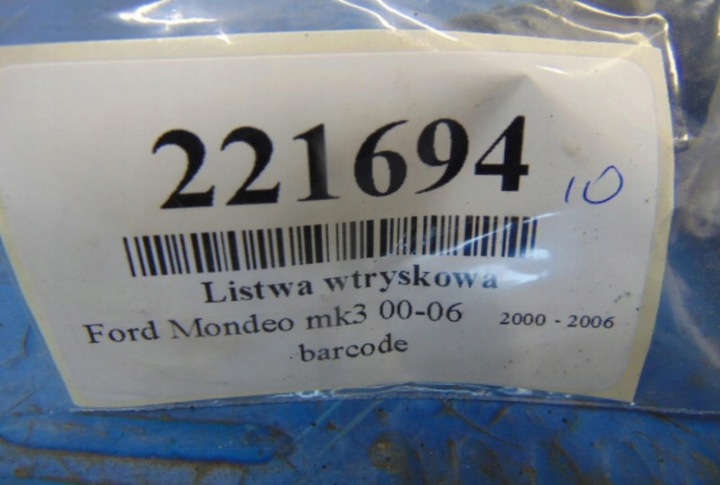 221694 10
Listwa wtryskowa
Ford Mondeo mk3 00-06 2000 - 2006
barcode